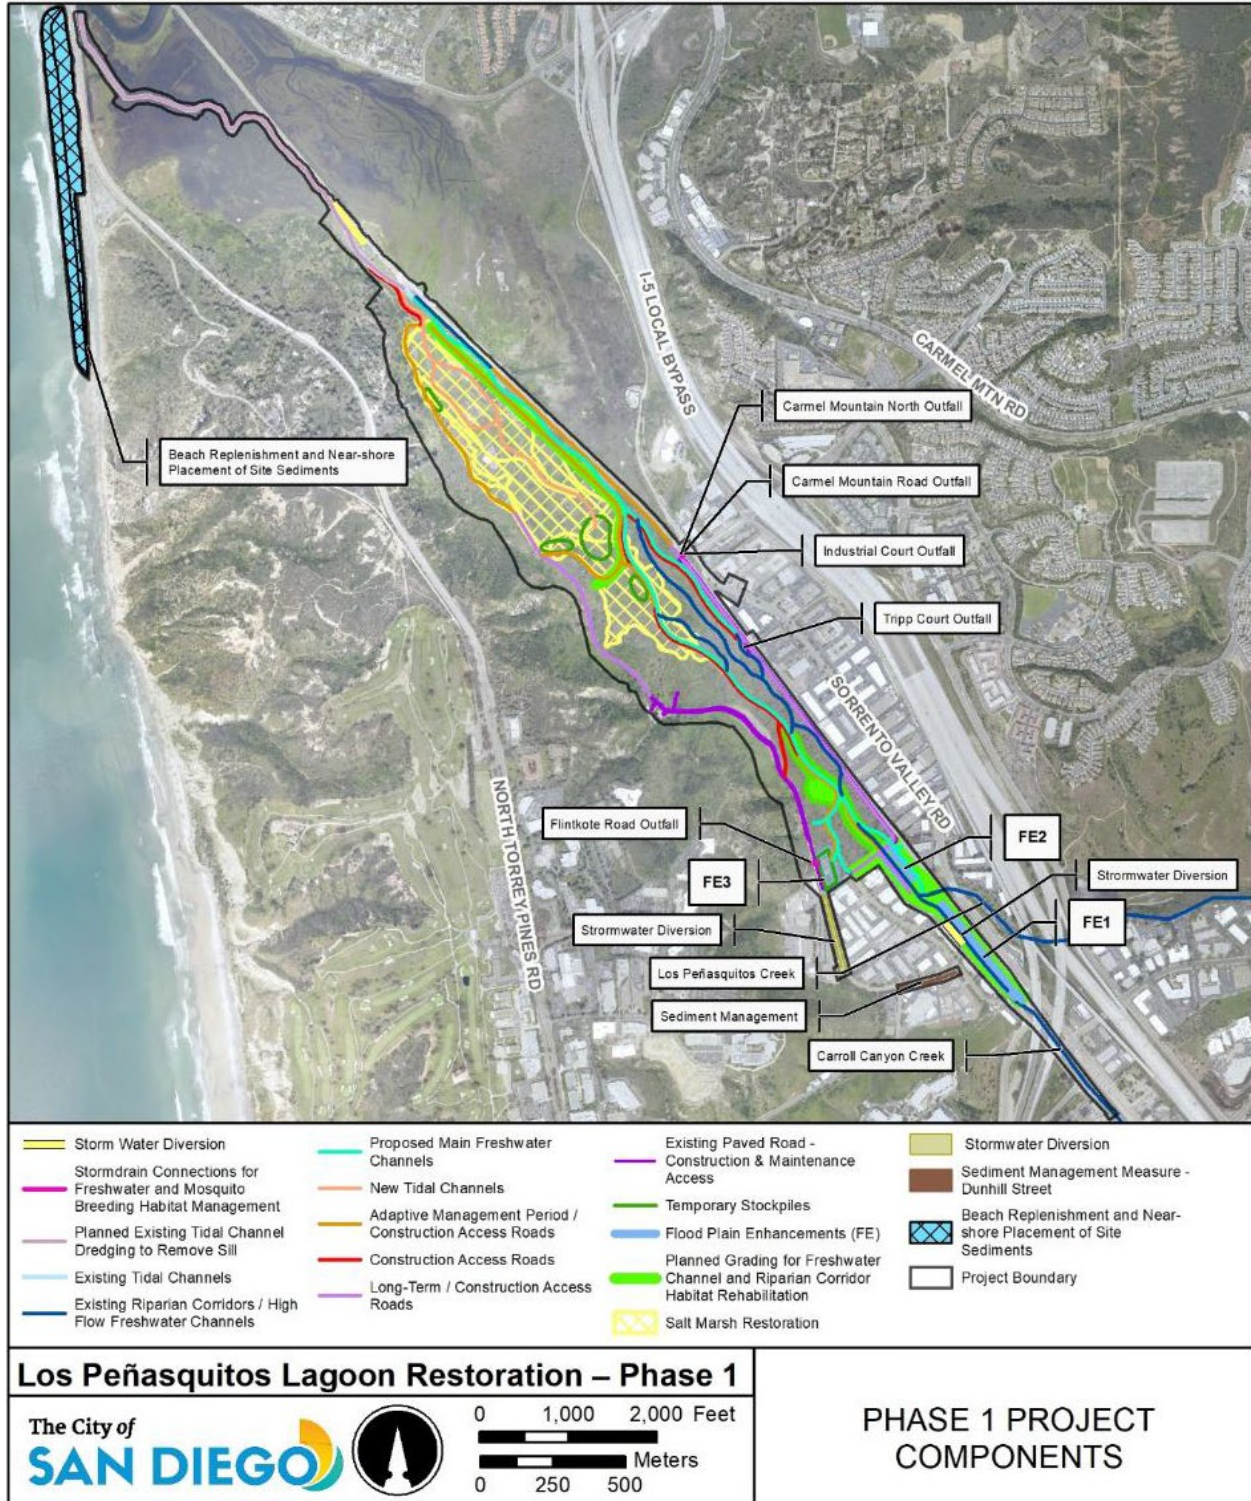 I-5 LOCAL BYPASS
CARMEL MTN RD
Carmel Mountain North Outfall
Beach Replenishment and Near-shore
Placement of Site Sediments
Carmel Mountain Road Outfall
Industrial Court Outfall
Tripp Court Outfall
SORRENTO VALLEY RD
NORTH TORREY PINES RD
Flintkote Road Outfall
FE2
FE3
Strormwater Diversion
Strormwater Diversion
FE1
Los Peñasquitos Creek
Sediment Management
Carroll Canyon Creek
Storm Water Diversion
Stormdrain Connections for
Freshwater and Mosquito
Breeding Habitat Management
Planned Existing Tidal Channel
Dredging to Remove Sill
Existing Tidal Channels
Existing Riparian Corridors / High
Flow Freshwater Channels
Proposed Main Freshwater
Channels
New Tidal Channels
Adaptive Management Period /
Construction Access Roads
Construction Access Roads
Long-Term / Construction Access
Roads
Existing Paved Road -
Construction & Maintenance
Access
Temporary Stockpiles
Flood Plain Enhancements (FE)
Planned Grading for Freshwater
Channel and Riparian Corridor
Habitat Rehabilitation
Salt Marsh Restoration
Stormwater Diversion
Sediment Management Measure -
Dunhill Street
Beach Replenishment and Near-
shore Placement of Site
Sediments
Project Boundary
Los Peñasquitos Lagoon Restoration – Phase 1
The City of
SAN DIEGO
0 1,000 2,000 Feet
Meters
0 250 500
PHASE 1 PROJECT
COMPONENTS